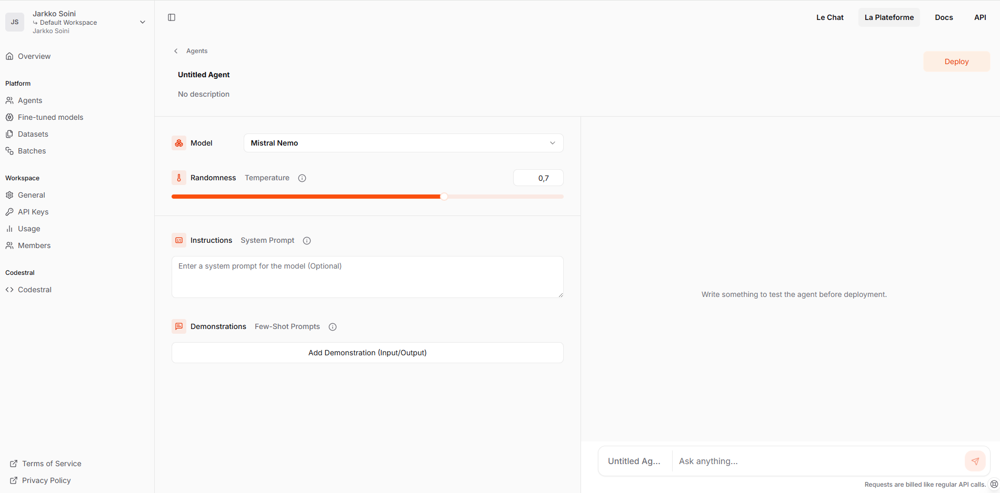 JS
Jarkko Soini
Default Workspace
Jarkko Soini
Overview
Platform
Agents
Fine-tuned models
Datasets
Batches
Workspace
General
API Keys
Usage
Members
Codestral
Codestral
Terms of Service
Privacy Policy
Le Chat
La Plateforme
Docs
API
Agents
Deploy
Untitled Agent
No description
Model
Mistral Nemo
Randomness Temperature
0,7
Instructions System Prompt
Enter a system prompt for the model (Optional)
Demonstrations Few-Shot Prompts
Add Demonstration (Input/Output)
Write something to test the agent before deployment.
Untitled Ag...
Ask anything...
Requests are billed like regular API calls.